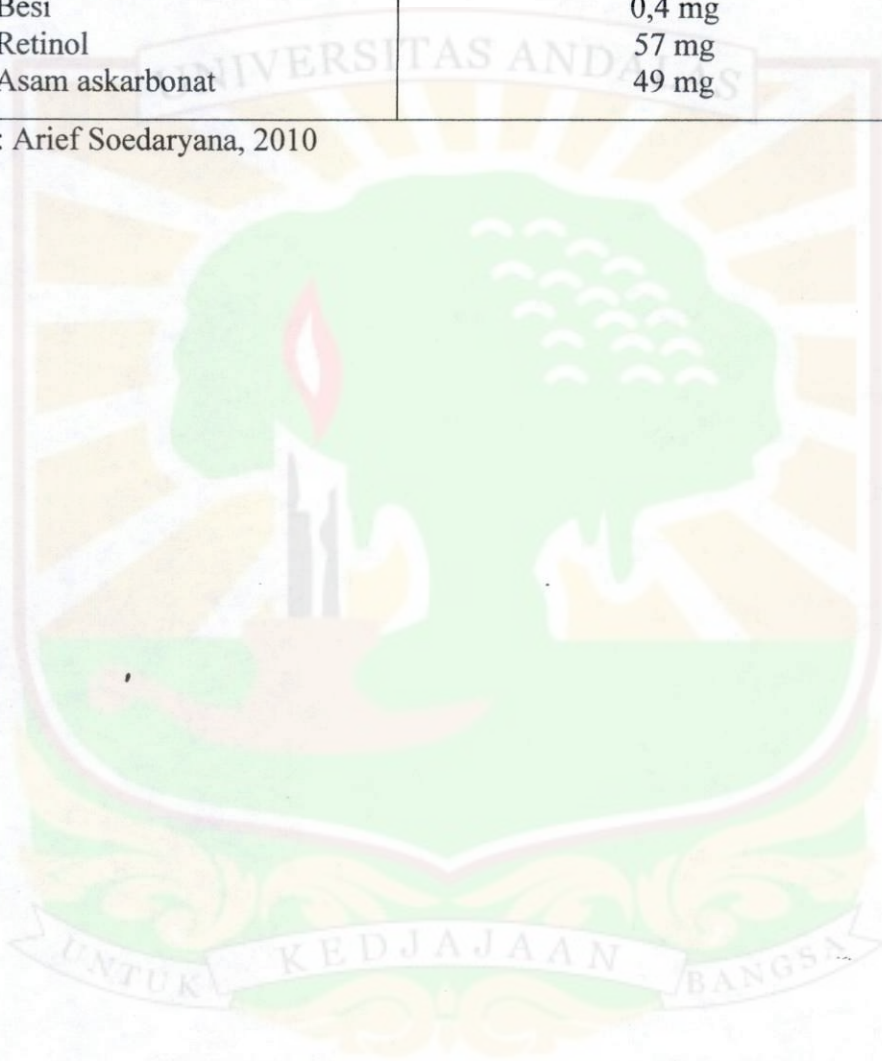 Besi 0,4 mg
Retinol 57 mg
Asam askarbonat 49 mg
: Arief Soedaryana, 2010
UNIVERSITAS ANDALAS
UNTUK KEDJAJAAN BANGSA